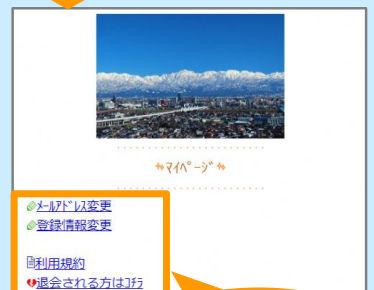 ﾏｲﾍﾟｰｼﾞ
ﾒｰﾙｱﾄﾞﾚｽ変更
登録情報変更
利用規約
退会される方はｺﾁﾗ